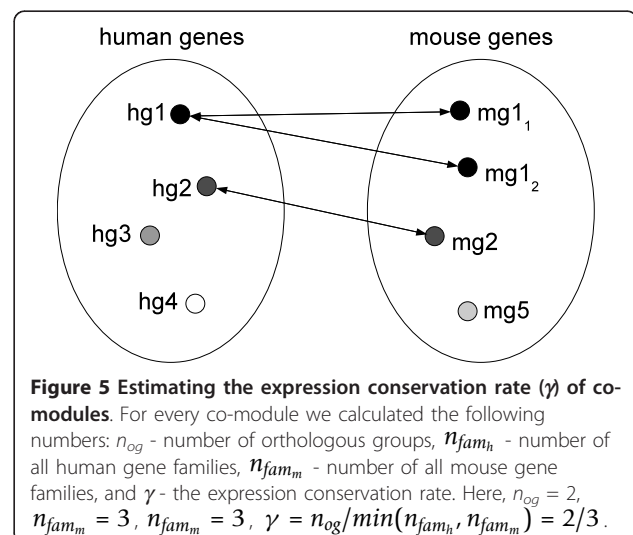 human genes mouse genes
hg1 mg1₁
mg1₂
hg2
hg3 mg2
hg4 mg5
Figure 5 Estimating the expression conservation rate (γ) of co-
modules. For every co-module we calculated the following
numbers: n_og - number of orthologous groups, n_fam_h - number of
all human gene families, n_fam_m - number of all mouse gene
families, and γ - the expression conservation rate. Here, n_og = 2,
n_fam_m = 3 , n_fam_m = 3 , γ = n_og/min(n_fam_h, n_fam_m) = 2/3 .